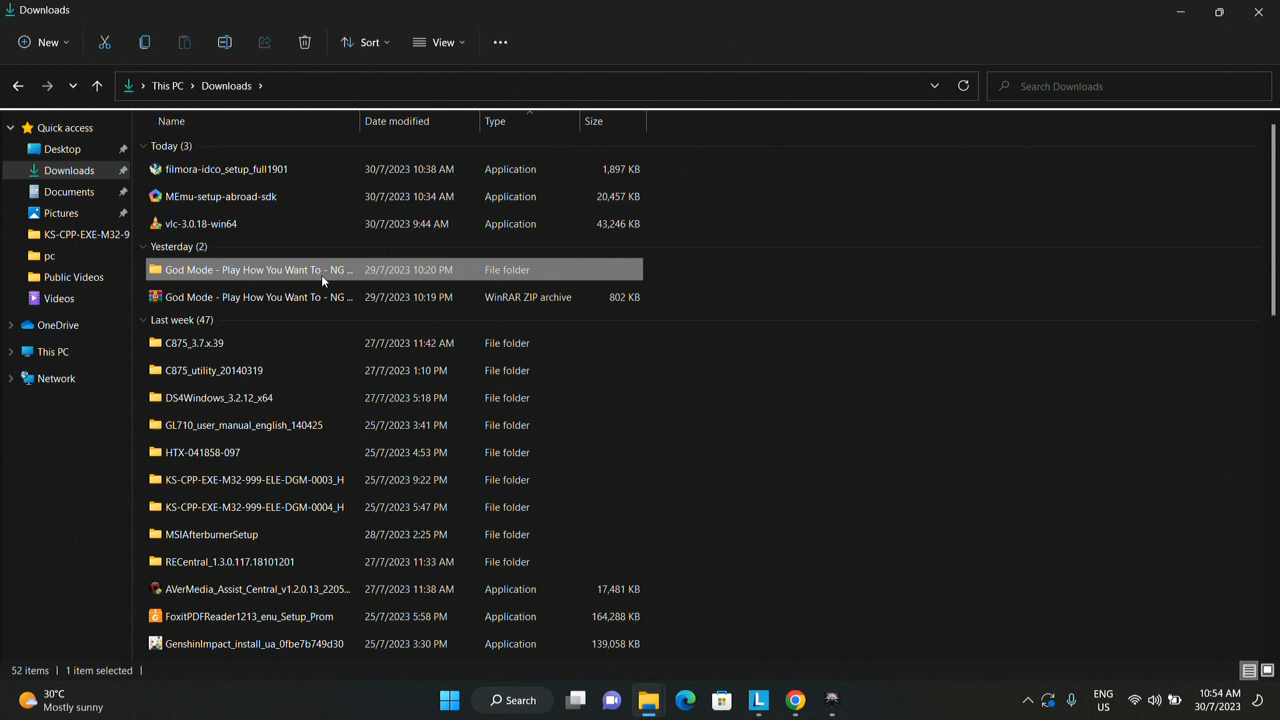 Downloads
New
Sort
View
This PC > Downloads >
Search Downloads
Name Date modified Type Size
Quick access
Desktop
Downloads
Documents
Pictures
KS-CPP-EXE-M32-9
pc
Public Videos
Videos
OneDrive
This PC
Network
Today (3)
filmora-idco_setup_full1901 30/7/2023 10:38 AM Application 1,897 KB
MEmu-setup-abroad-sdk 30/7/2023 10:34 AM Application 20,457 KB
vlc-3.0.18-win64 30/7/2023 9:44 AM Application 43,246 KB
Yesterday (2)
God Mode - Play How You Want To - NG ... 29/7/2023 10:20 PM File folder
God Mode - Play How You Want To - NG ... 29/7/2023 10:19 PM WinRAR ZIP archive 802 KB
Last week (47)
C875_3.7.x.39 27/7/2023 11:42 AM File folder
C875_utility_20140319 27/7/2023 1:10 PM File folder
DS4Windows_3.2.12_x64 27/7/2023 5:18 PM File folder
GL710_user_manual_english_140425 25/7/2023 3:41 PM File folder
HTX-041858-097 25/7/2023 4:53 PM File folder
KS-CPP-EXE-M32-999-ELE-DGM-0003_H 25/7/2023 9:22 PM File folder
KS-CPP-EXE-M32-999-ELE-DGM-0004_H 25/7/2023 5:47 PM File folder
MSIAfterburnerSetup 28/7/2023 2:25 PM File folder
RECentral_1.3.0.117.18101201 27/7/2023 11:33 AM File folder
AVerMedia_Assist_Central_v1.2.0.13_2205... 27/7/2023 11:38 AM Application 17,481 KB
FoxitPDFReader1213_enu_Setup_Prom 25/7/2023 5:58 PM Application 164,288 KB
GenshinImpact_install_ua_0fbe7b749d30 25/7/2023 3:30 PM Application 139,058 KB
52 items 1 item selected
30°C
Mostly sunny
Search
ENG
US
10:54 AM
30/7/2023